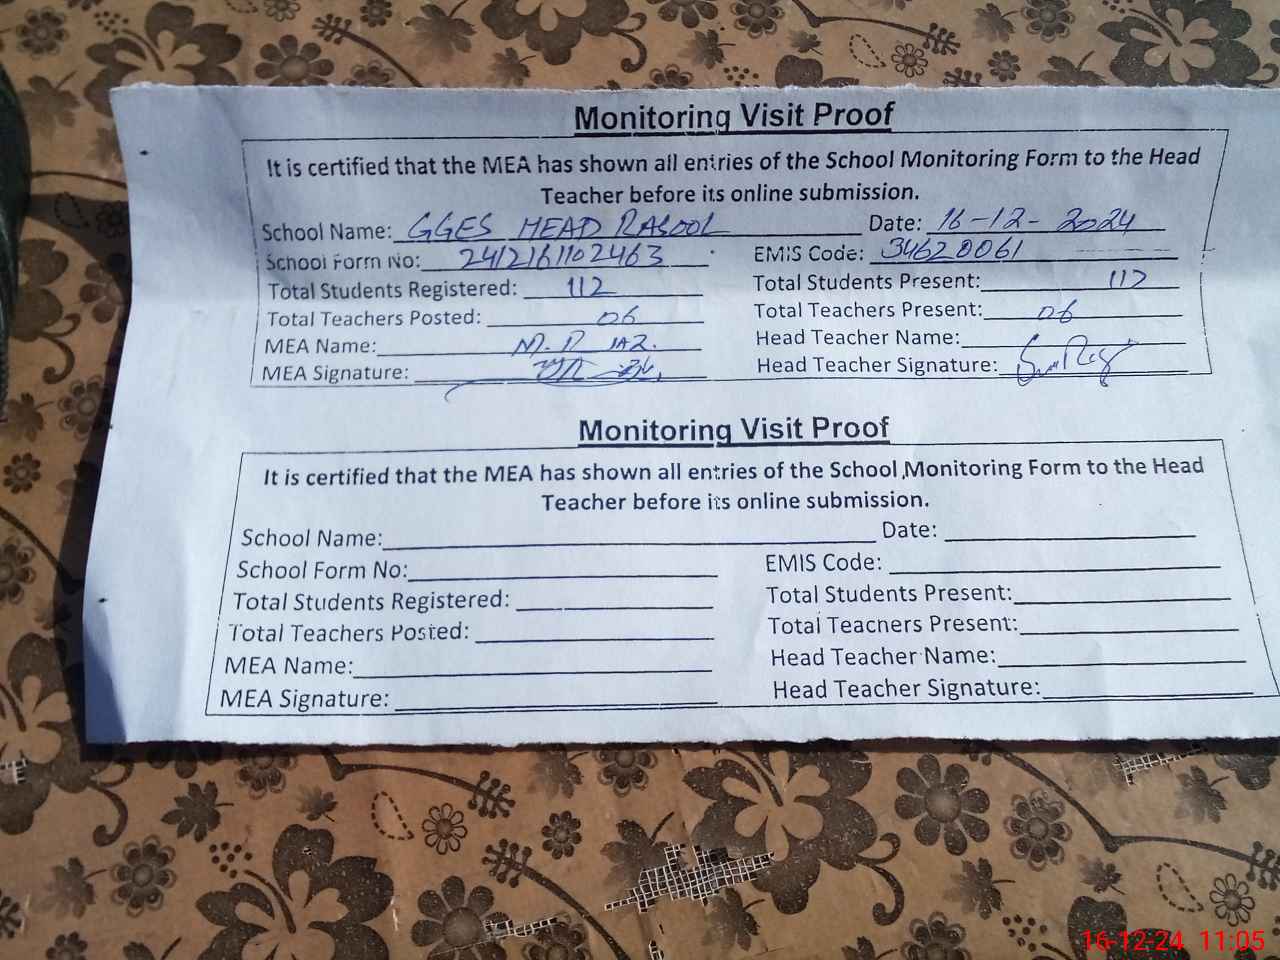 Monitoring Visit Proof
It is certified that the MEA has shown all entries of the School Monitoring Form to the Head
Teacher before its online submission.
School Name: GGES HEAD RASOOL Date: 16-12-2024
School Form No: 2412161102463 EMIS Code: 34620061
Total Students Registered: 112 Total Students Present: 112
Total Teachers Posted: 06 Total Teachers Present: 06
MEA Name: Head Teacher Name:
MEA Signature: Head Teacher Signature:
Monitoring Visit Proof
It is certified that the MEA has shown all entries of the School Monitoring Form to the Head
Teacher before its online submission.
School Name: Date:
School Form No: EMIS Code:
Total Students Registered: Total Students Present:
Total Teachers Posted: Total Teachers Present:
MEA Name: Head Teacher Name:
MEA Signature: Head Teacher Signature:
16-12-24 11:05